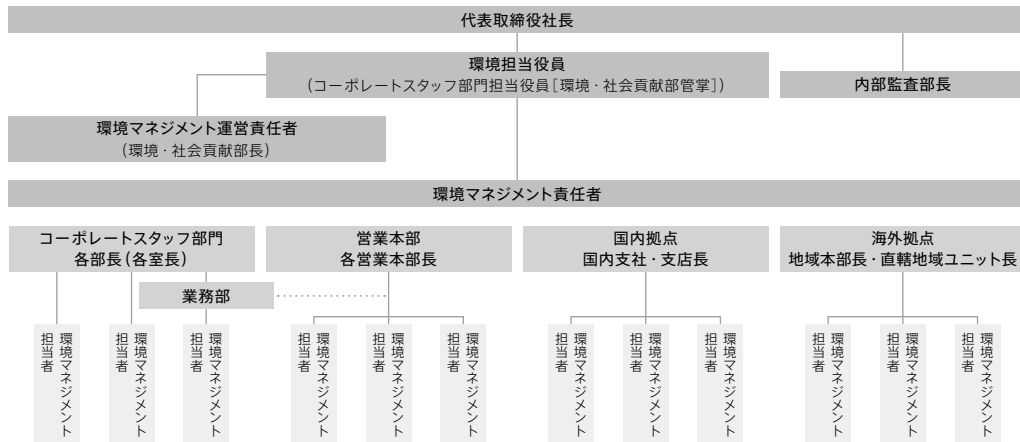 代表取締役社長
環境担当役員
(コーポレートスタッフ部門担当役員[環境・社会貢献部管掌])
内部監査部長
環境マネジメント運営責任者
(環境・社会貢献部長)
環境マネジメント責任者
コーポレートスタッフ部門
各部長(各室長)
営業本部
各営業本部長
国内拠点
国内支社・支店長
海外拠点
地域本部長・直轄地域ユニット長
業務部
環境マネジメント
担当者
環境マネジメント
担当者
環境マネジメント
担当者
環境マネジメント
担当者
環境マネジメント
担当者
環境マネジメント
担当者
環境マネジメント
担当者
環境マネジメント
担当者
環境マネジメント
担当者
環境マネジメント
担当者
環境マネジメント
担当者
環境マネジメント
担当者